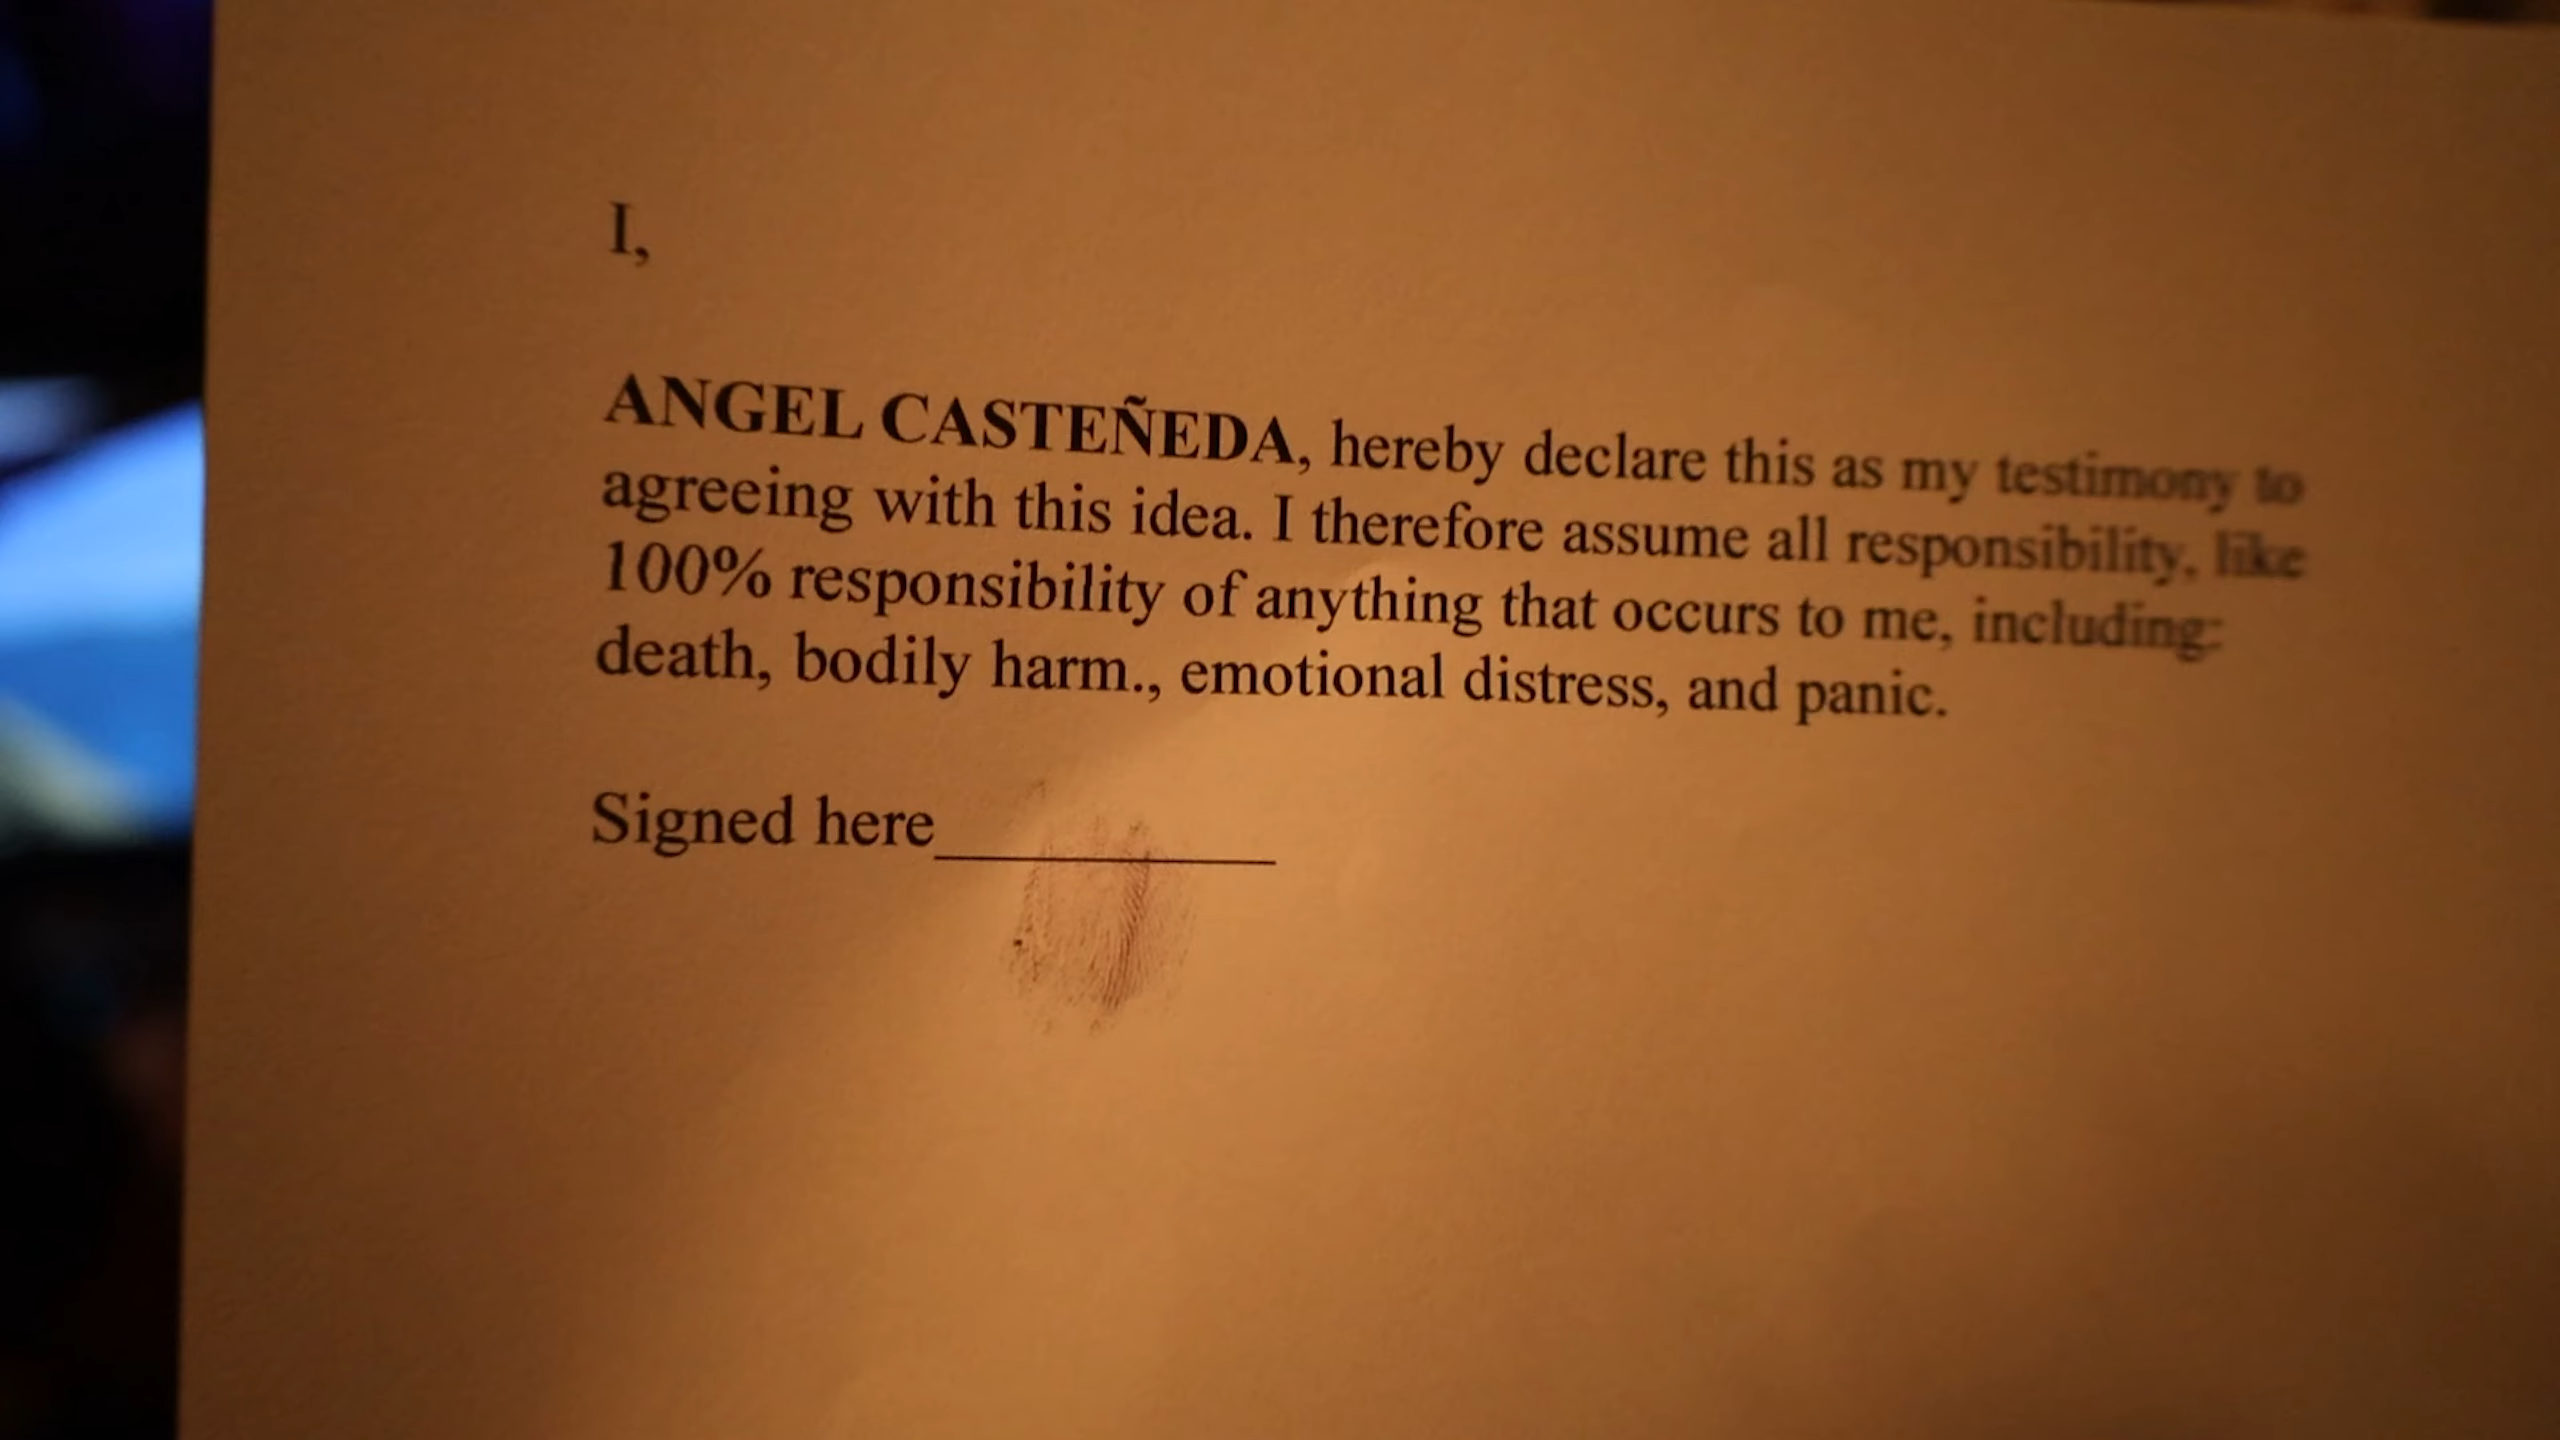 I,
ANGEL CASTEÑEDA, hereby declare this as my testimony to
agreeing with this idea. I therefore assume all responsibility, like
100% responsibility of anything that occurs to me, including:
death, bodily harm., emotional distress, and panic.
Signed here__________